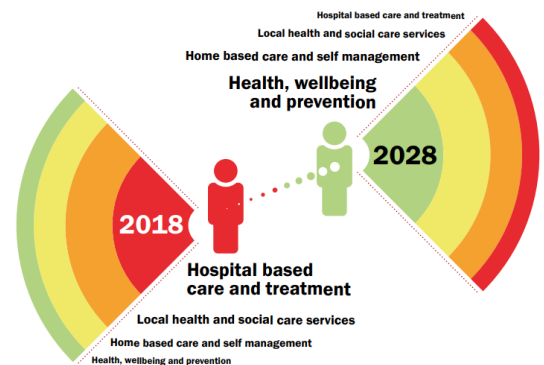 Hospital based care and treatment
Local health and social care services
Home based care and self management
Health, wellbeing
and prevention
2028
2018
Hospital based
care and treatment
Local health and social care services
Home based care and self management
Health, wellbeing and prevention